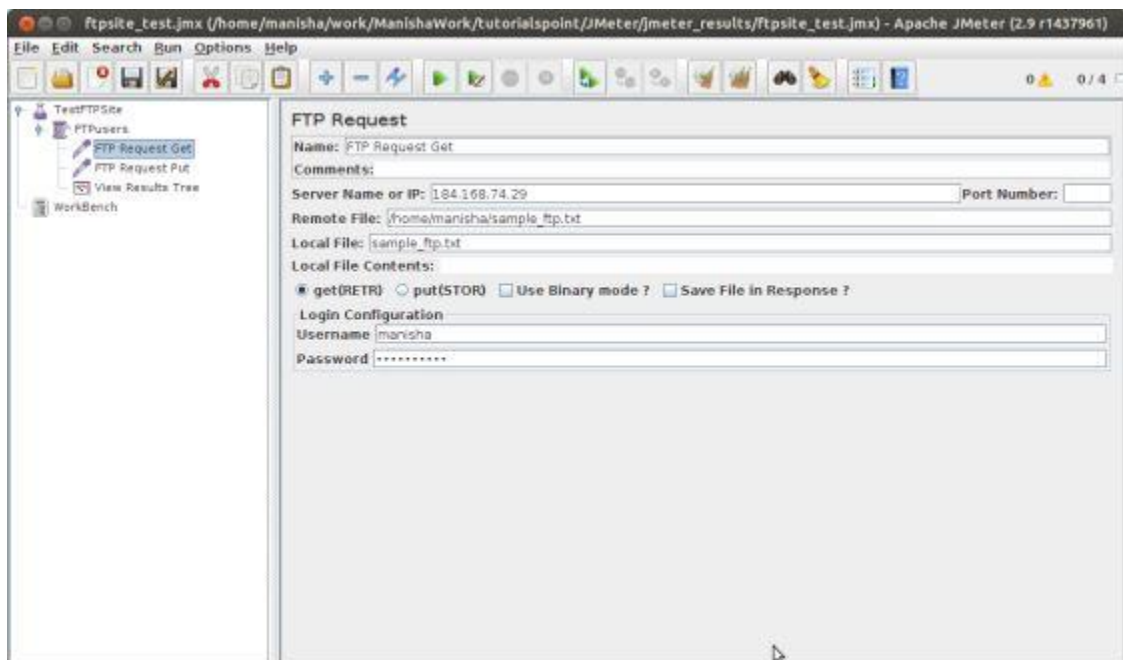 ftpsite_test.jmx (/home/manisha/work/ManishaWork/tutorialspoint/JMeter/jmeter_results/ftpsite_test.jmx) - Apache JMeter (2.9 r1437961)
File Edit Search Run Options Help
0 0 / 4
TestFTPSite
FTPusers
FTP Request Get
FTP Request Put
View Results Tree
WorkBench
FTP Request
Name: FTP Request Get
Comments:
Server Name or IP: 184.168.74.29 Port Number:
Remote File: /home/manisha/sample_ftp.txt
Local File: sample_ftp.txt
Local File Contents:
get(RETR) put(STOR) Use Binary mode ? Save File in Response ?
Login Configuration
Username manisha
Password ••••••••••